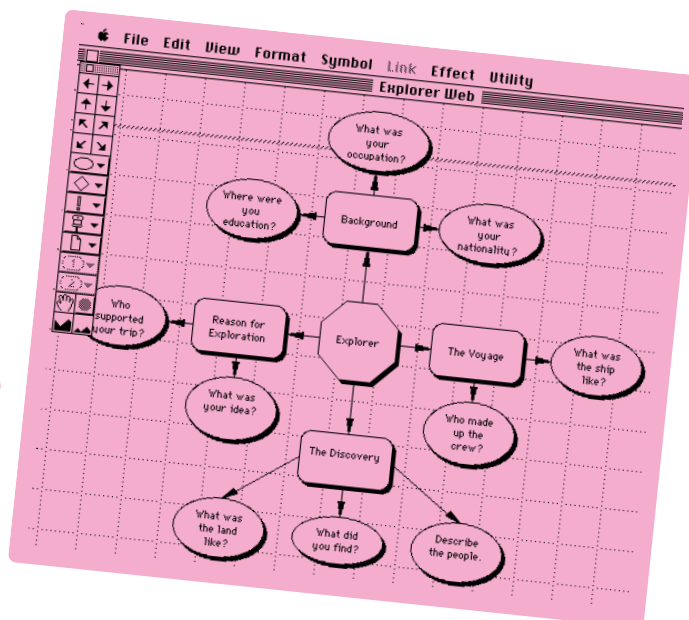 File Edit View Format Symbol Link Effect Utility
Explorer Web
What was
your
occupation?
Where were
you
education?
Background
What was
your
nationality?
Who
supported
your trip?
Reason for
Exploration
Explorer
The Voyage
What was
the ship
like?
What was
your idea?
Who made
up the
crew?
The Discovery
What was
the land
like?
What did
you find?
Describe
the people.
1
2